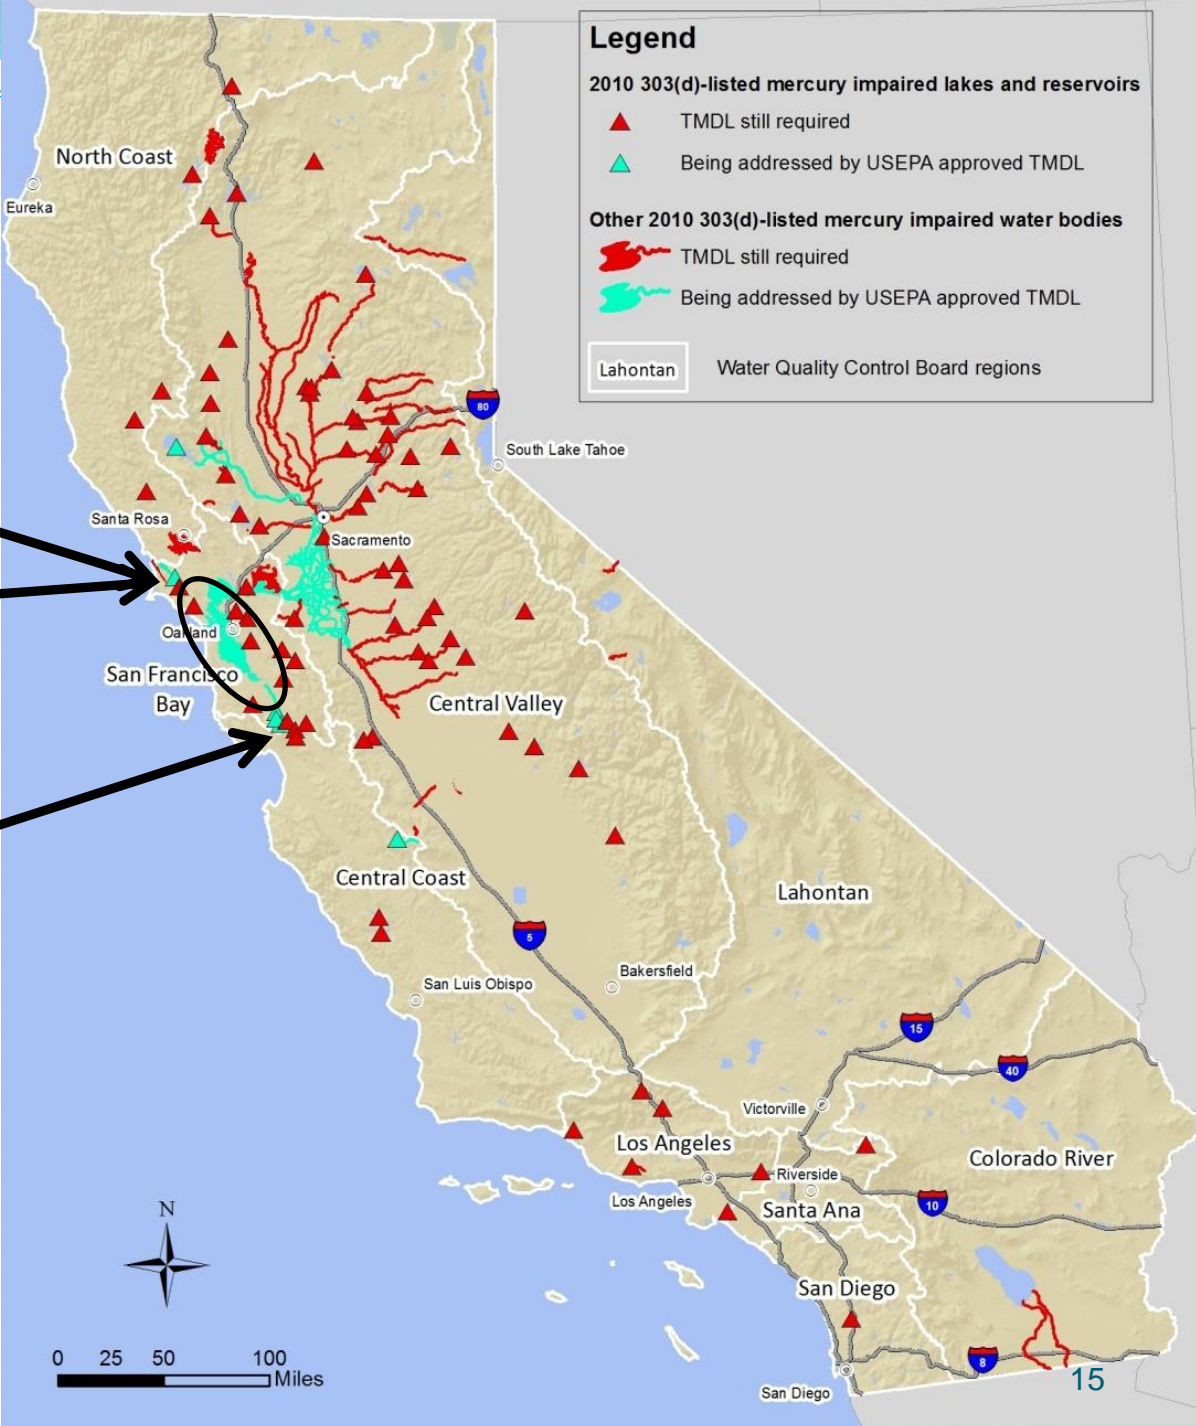 Legend
2010 303(d)-listed mercury impaired lakes and reservoirs
TMDL still required
Being addressed by USEPA approved TMDL
Other 2010 303(d)-listed mercury impaired water bodies
TMDL still required
Being addressed by USEPA approved TMDL
Lahontan
Water Quality Control Board regions
North Coast
Eureka
80
South Lake Tahoe
Santa Rosa
Sacramento
Oakland
San Francisco
Bay
Central Valley
Central Coast
Lahontan
5
Bakersfield
San Luis Obispo
15
40
Victorville
Los Angeles
Colorado River
Riverside
Los Angeles
Santa Ana
10
N
San Diego
8
San Diego
0 25 50 100
Miles
15